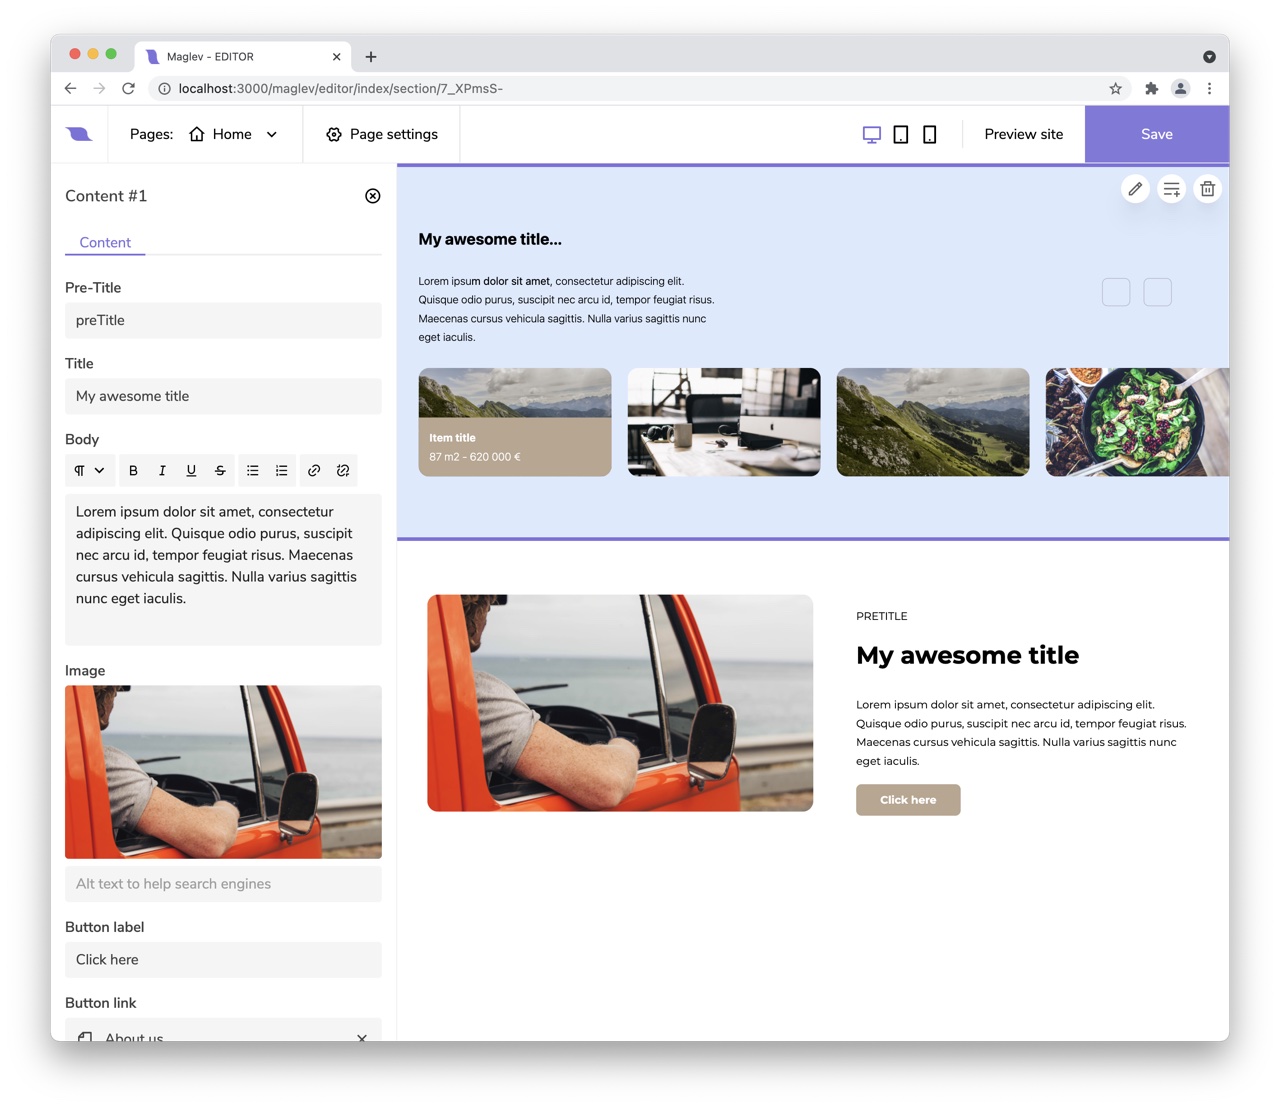 Maglev - EDITOR
localhost:3000/maglev/editor/index/section/7_XPmsS-
Pages: Home
Page settings
Preview site
Save
Content #1
Content
Pre-Title
preTitle
Title
My awesome title
Body
B I U S
Lorem ipsum dolor sit amet, consectetur
adipiscing elit. Quisque odio purus, suscipit
nec arcu id, tempor feugiat risus. Maecenas
cursus vehicula sagittis. Nulla varius sagittis
nunc eget iaculis.
Image
Alt text to help search engines
Button label
Click here
Button link
About us
My awesome title...
Lorem ipsum dolor sit amet, consectetur adipiscing elit.
Quisque odio purus, suscipit nec arcu id, tempor feugiat risus.
Maecenas cursus vehicula sagittis. Nulla varius sagittis nunc
eget iaculis.
Item title
87 m2 - 620 000 €
PRETITLE
My awesome title
Lorem ipsum dolor sit amet, consectetur adipiscing elit.
Quisque odio purus, suscipit nec arcu id, tempor feugiat risus.
Maecenas cursus vehicula sagittis. Nulla varius sagittis nunc
eget iaculis.
Click here